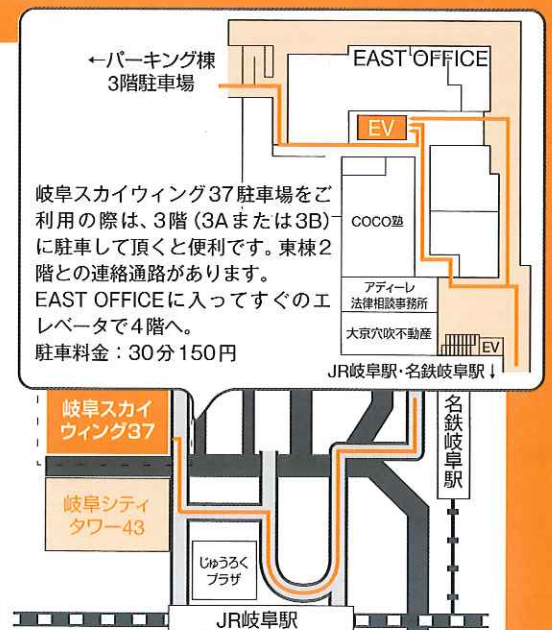 ←パーキング棟
3階駐車場
EAST OFFICE
EV
岐阜スカイウィング37駐車場をご
利用の際は、3階（3Aまたは3B）
に駐車して頂くと便利です。東棟2
階との連絡通路があります。
EAST OFFICEに入ってすぐのエ
レベータで4階へ。
駐車料金：30分150円
COCO塾
アディーレ
法律相談事務所
大京穴吹不動産
EV
JR岐阜駅・名鉄岐阜駅↓
岐阜スカイ
ウィング37
名鉄岐阜駅
岐阜シティ
タワー43
じゅうろく
プラザ
JR岐阜駅